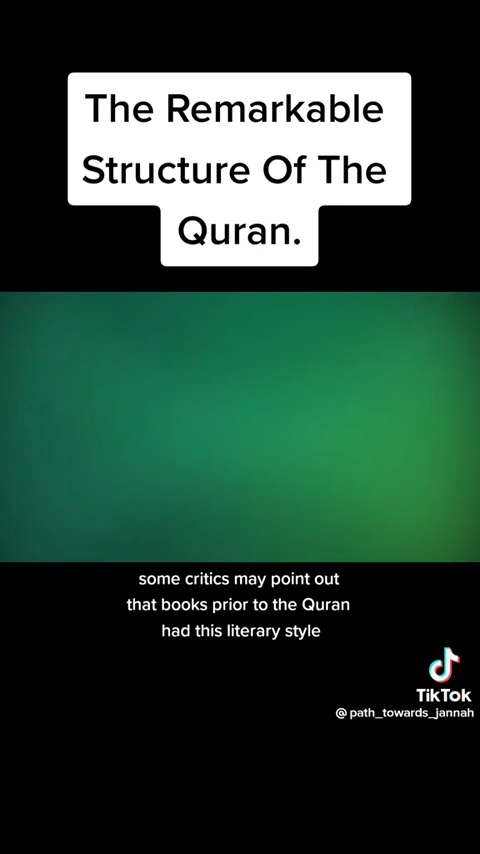 The Remarkable
Structure Of The
Quran.
some critics may point out
that books prior to the Quran
had this literary style
TikTok
@path_towards_jannah